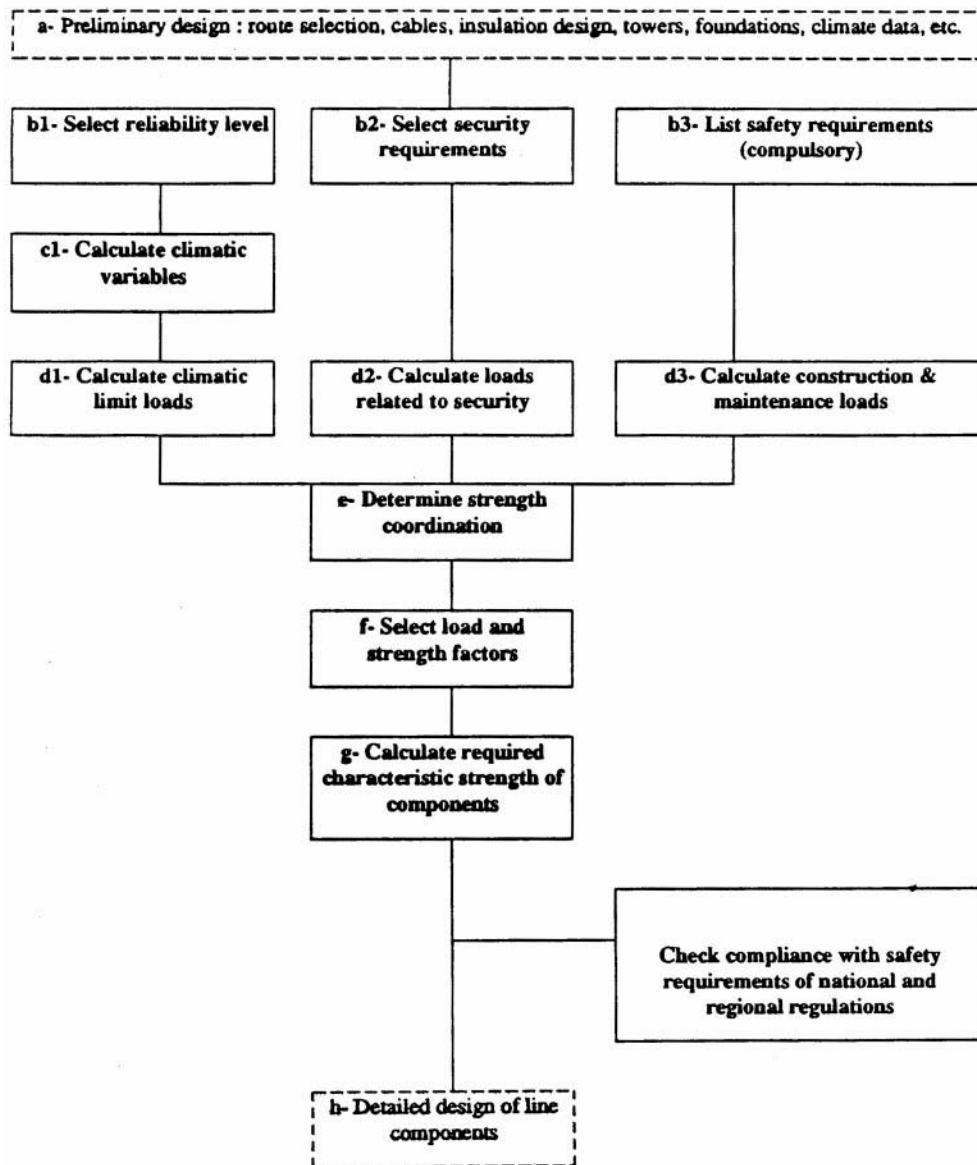 a- Preliminary design : route selection, cables, insulation design, towers, foundations, climate data, etc.
b1- Select reliability level
b2- Select security
requirements
b3- List safety requirements
(compulsory)
c1- Calculate climatic
variables
d1- Calculate climatic
limit loads
d2- Calculate loads
related to security
d3- Calculate construction &
maintenance loads
e- Determine strength
coordination
f- Select load and
strength factors
g- Calculate required
characteristic strength of
components
Check compliance with safety
requirements of national and
regional regulations
h- Detailed design of line
components